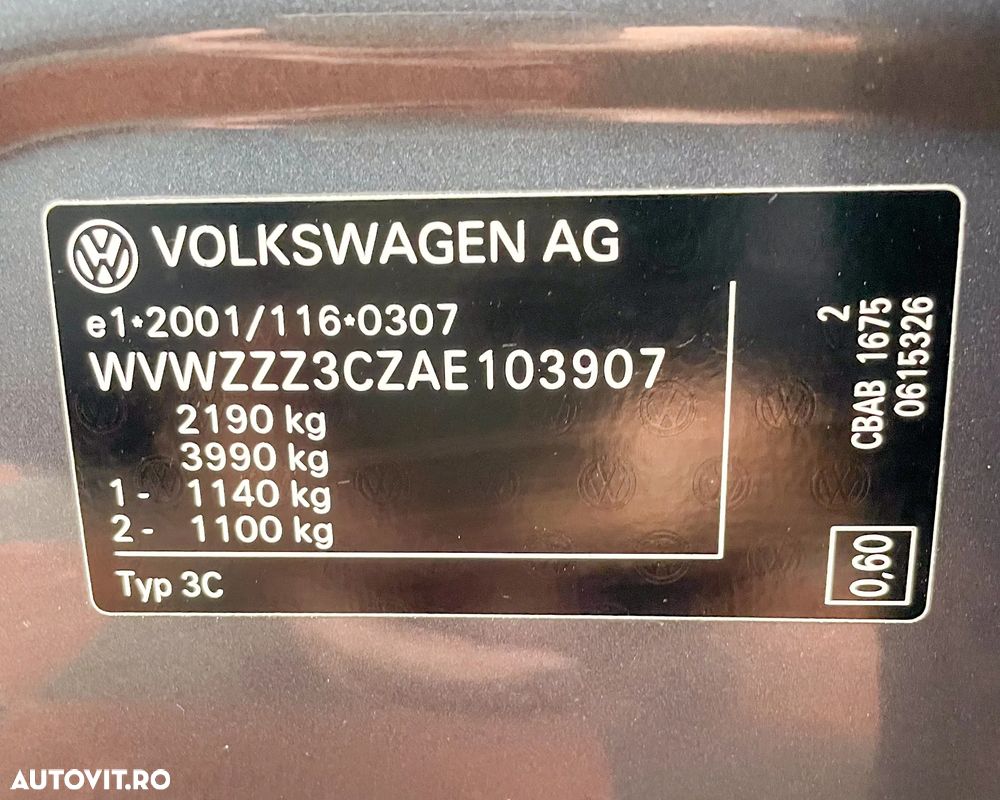 VOLKSWAGEN AG
e1*2001/116*0307
WVWZZZ3CZAE103907
2190 kg
3990 kg
1- 1140 kg
2- 1100 kg
Typ 3C
2
CBAB 1675
0615326
0,60
AUTOVIT.RO